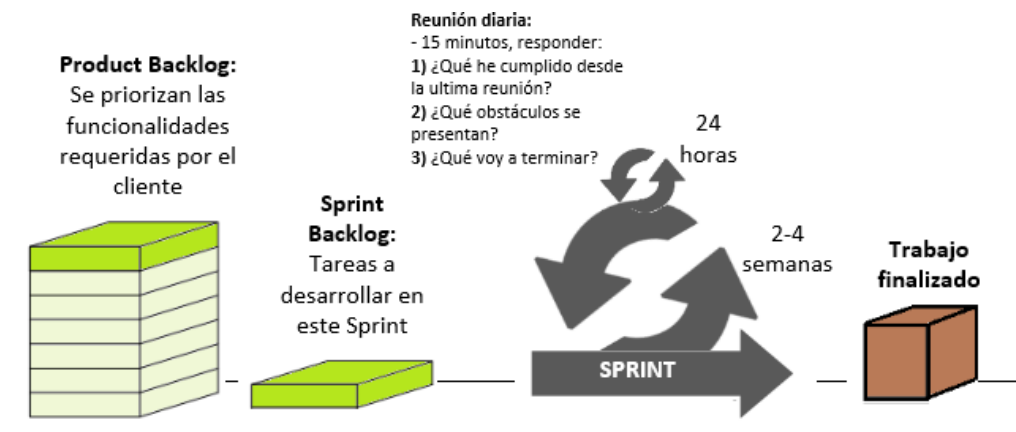 Product Backlog:
Se priorizan las
funcionalidades
requeridas por el
cliente
Sprint
Backlog:
Tareas a
desarrollar en
este Sprint
Reunión diaria:
- 15 minutos, responder:
1) ¿Qué he cumplido desde
la ultima reunión?
2) ¿Qué obstáculos se
presentan?
3) ¿Qué voy a terminar?
24
horas
2-4
semanas
SPRINT
Trabajo
finalizado